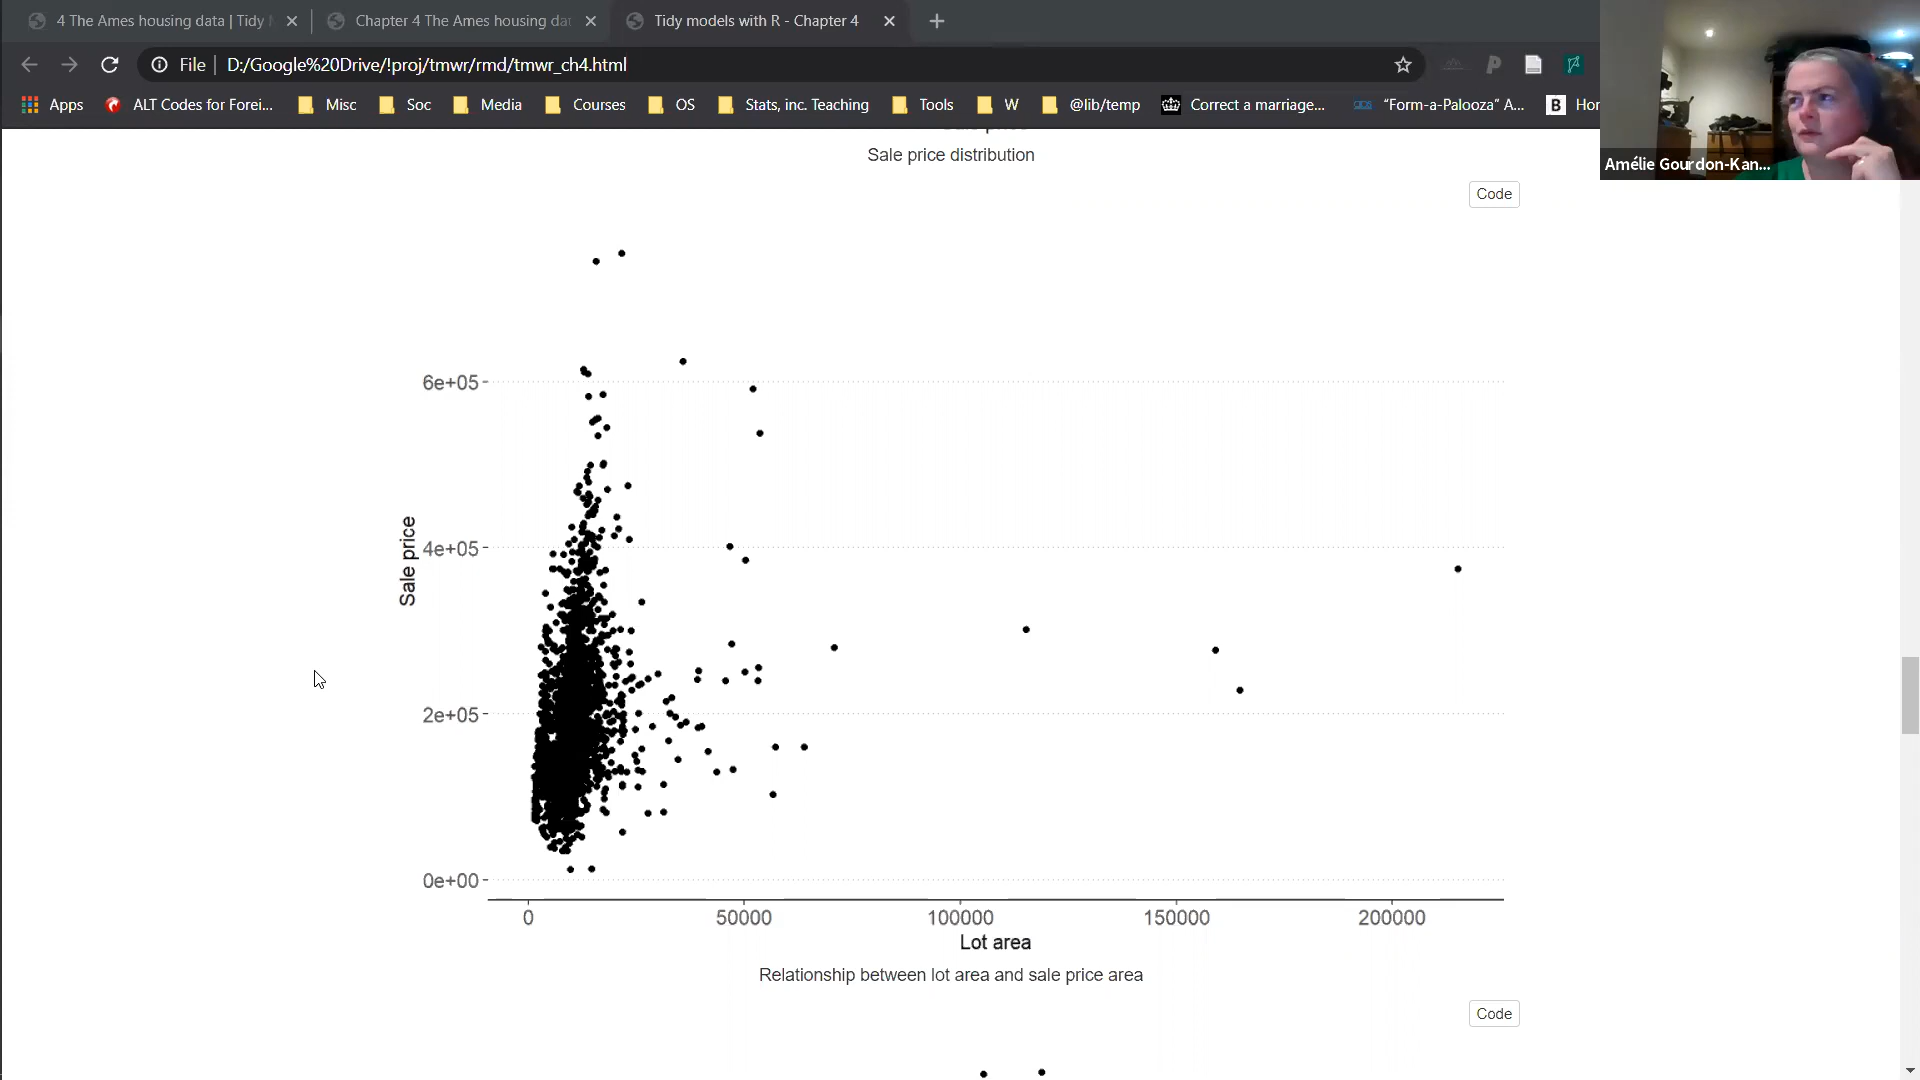 4 The Ames housing data | Tidy M
Chapter 4 The Ames housing dat
Tidy models with R - Chapter 4
File
D:/Google%20Drive/!proj/tmwr/rmd/tmwr_ch4.html
Apps
ALT Codes for Forei...
Misc
Soc
Media
Courses
OS
Stats, inc. Teaching
Tools
W
@lib/temp
Correct a marriage...
"Form-a-Palooza" A...
B
Hor
Amélie Gourdon-Kan...
Sale price distribution
Code
6e+05
4e+05
2e+05
0e+00
Sale price
0
50000
100000
150000
200000
Lot area
Relationship between lot area and sale price area
Code